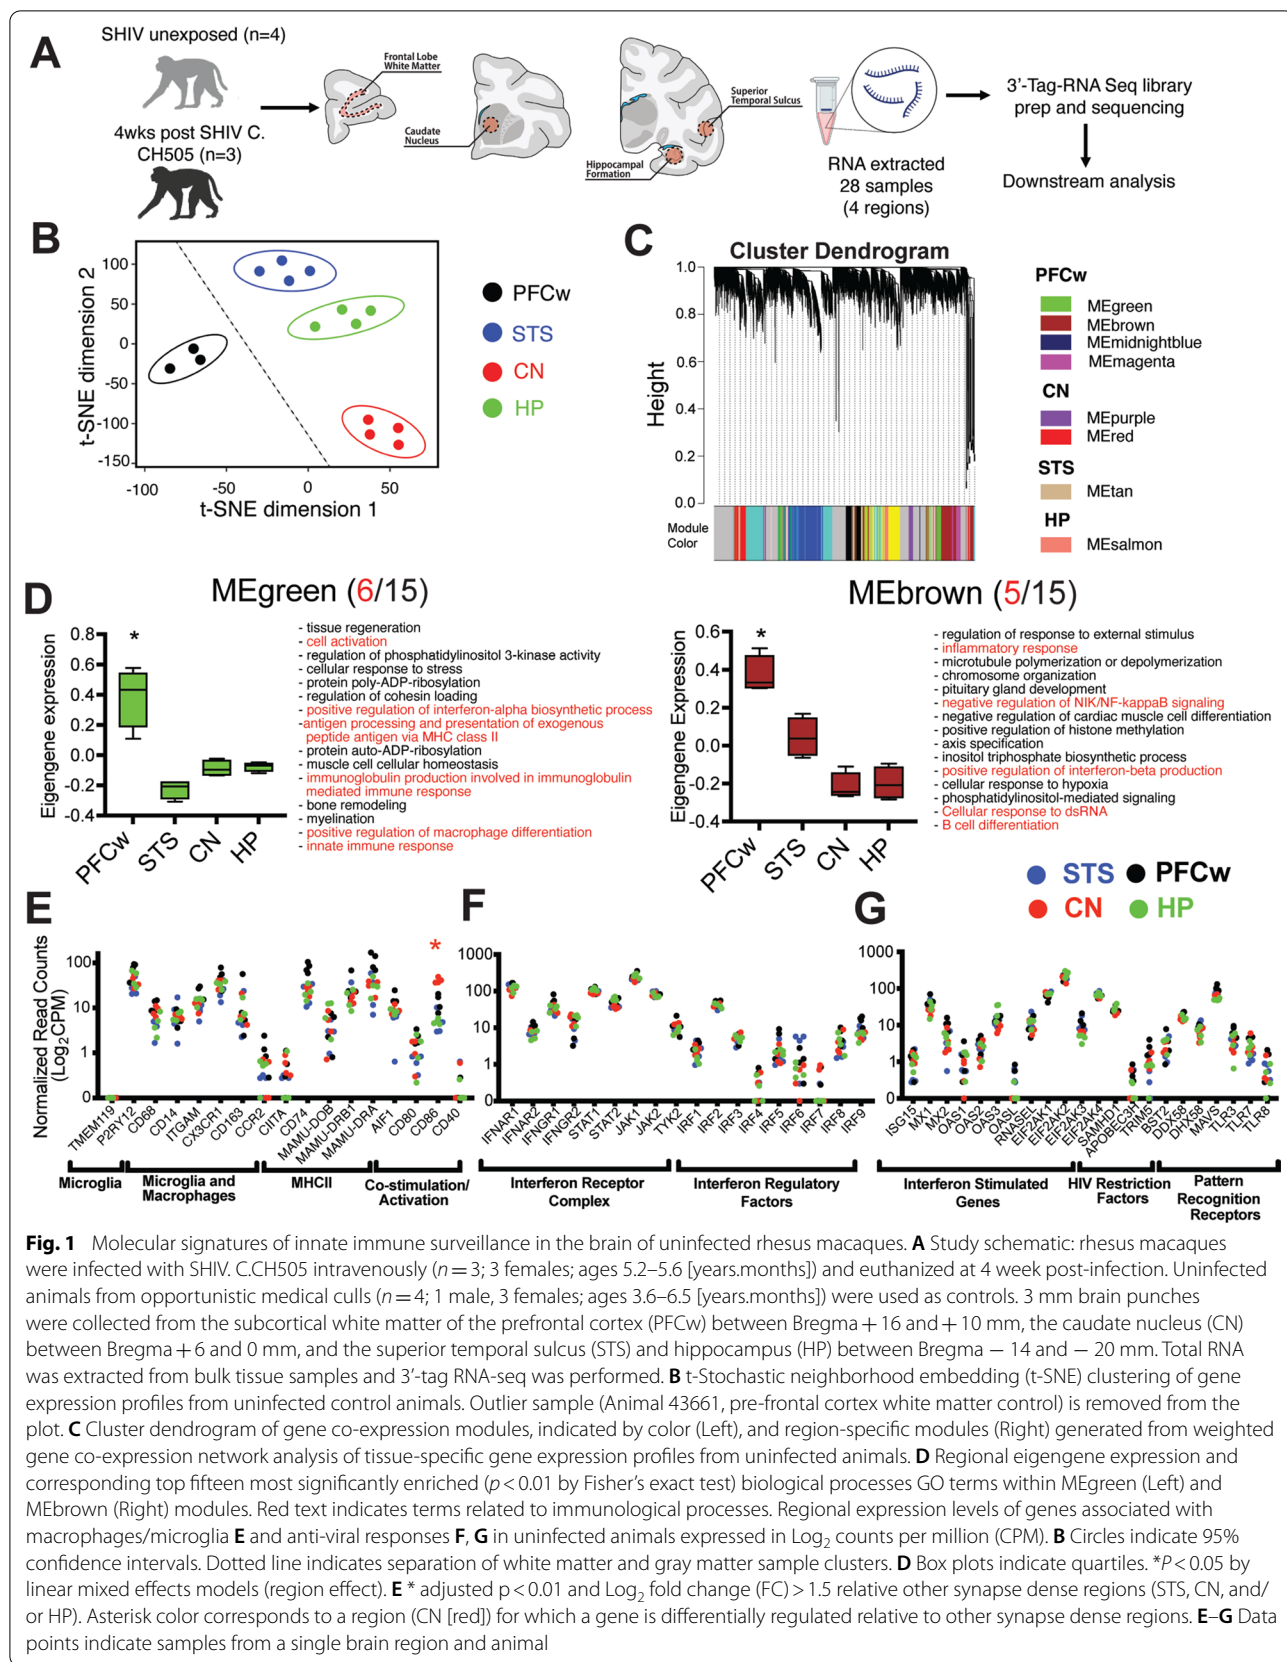 A
SHIV unexposed (n=4)
4wks post SHIV C.
CH505 (n=3)
Frontal Lobe
White Matter
Caudate
Nucleus
Superior
Temporal Sulcus
Hippocampal
Formation
RNA extracted
28 samples
(4 regions)
3’-Tag-RNA Seq library
prep and sequencing
Downstream analysis
B
t-SNE dimension 2
100
50
0
-50
-100
-150
-100
-50
0
50
t-SNE dimension 1
PFCw
STS
CN
HP
C
Cluster Dendrogram
Height
1.0
0.8
0.6
0.4
0.2
0.0
Module
Color
PFCw
MEgreen
MEbrown
MEmidnightblue
MEmagenta
CN
MEpurple
MEred
STS
MEtan
HP
MEsalmon
D
MEgreen (6/15)
Eigengene expression
0.8
0.6
0.4
0.2
0.0
-0.2
-0.4
*
PFCw
STS
CN
HP
- tissue regeneration
- cell activation
- regulation of phosphatidylinositol 3-kinase activity
- cellular response to stress
- protein poly-ADP-ribosylation
- regulation of cohesin loading
- positive regulation of interferon-alpha biosynthetic process
-antigen processing and presentation of exogenous
peptide antigen via MHC class II
- protein auto-ADP-ribosylation
- muscle cell cellular homeostasis
- immunoglobulin production involved in immunoglobulin
mediated immune response
- bone remodeling
- myelination
- positive regulation of macrophage differentiation
- innate immune response
MEbrown (5/15)
Eigengene Expression
0.6
0.4
0.2
0.0
-0.2
-0.4
*
PFCw
STS
CN
HP
- regulation of response to external stimulus
- inflammatory response
- microtubule polymerization or depolymerization
- chromosome organization
- pituitary gland development
- negative regulation of NIK/NF-kappaB signaling
- negative regulation of cardiac muscle cell differentiation
- positive regulation of histone methylation
- axis specification
- inositol triphosphate biosynthetic process
- positive regulation of interferon-beta production
- cellular response to hypoxia
- phosphatidylinositol-mediated signaling
- Cellular response to dsRNA
- B cell differentiation
STS
PFCw
CN
HP
E
Normalized Read Counts
(Log2CPM)
100
10
1
0
*
TMEM119
P2RY12
CD68
CD14
ITGAM
CX3CR1
CD163
CCR2
CIITA
CD74
MAMU-DOB
MAMU-DRB1
MAMU-DRA
AIF1
CD80
CD86
CD40
Microglia
Microglia and
Macrophages
MHCII
Co-stimulation/
Activation
F
1000
100
10
1
0
IFNAR1
IFNAR2
IFNGR1
IFNGR2
STAT1
STAT2
JAK1
JAK2
TYK2
IRF1
IRF2
IRF3
IRF4
IRF5
IRF6
IRF7
IRF8
IRF9
Interferon Receptor
Complex
Interferon Regulatory
Factors
G
1000
100
10
1
0
ISG15
MX1
MX2
OAS1
OAS2
OAS3
OASL
RNASEL
EIF2AK1
EIF2AK2
EIF2AK3
EIF2AK4
SAMHD1
APOBEC3H
TRIM5
BST2
DDX58
DHX58
MAVS
TLR3
TLR7
TLR8
Interferon Stimulated
Genes
HIV Restriction
Factors
Pattern
Recognition
Receptors
Fig. 1 Molecular signatures of innate immune surveillance in the brain of uninfected rhesus macaques. A Study schematic: rhesus macaques
were infected with SHIV. C.CH505 intravenously (n = 3; 3 females; ages 5.2–5.6 [years.months]) and euthanized at 4 week post-infection. Uninfected
animals from opportunistic medical culls (n = 4; 1 male, 3 females; ages 3.6–6.5 [years.months]) were used as controls. 3 mm brain punches
were collected from the subcortical white matter of the prefrontal cortex (PFCw) between Bregma + 16 and + 10 mm, the caudate nucleus (CN)
between Bregma + 6 and 0 mm, and the superior temporal sulcus (STS) and hippocampus (HP) between Bregma − 14 and − 20 mm. Total RNA
was extracted from bulk tissue samples and 3’-tag RNA-seq was performed. B t-Stochastic neighborhood embedding (t-SNE) clustering of gene
expression profiles from uninfected control animals. Outlier sample (Animal 43661, pre-frontal cortex white matter control) is removed from the
plot. C Cluster dendrogram of gene co-expression modules, indicated by color (Left), and region-specific modules (Right) generated from weighted
gene co-expression network analysis of tissue-specific gene expression profiles from uninfected animals. D Regional eigengene expression and
corresponding top fifteen most significantly enriched (p < 0.01 by Fisher’s exact test) biological processes GO terms within MEgreen (Left) and
MEbrown (Right) modules. Red text indicates terms related to immunological processes. Regional expression levels of genes associated with
macrophages/microglia E and anti-viral responses F, G in uninfected animals expressed in Log2 counts per million (CPM). B Circles indicate 95%
confidence intervals. Dotted line indicates separation of white matter and gray matter sample clusters. D Box plots indicate quartiles. *P < 0.05 by
linear mixed effects models (region effect). E * adjusted p < 0.01 and Log2 fold change (FC) > 1.5 relative other synapse dense regions (STS, CN, and/
or HP). Asterisk color corresponds to a region (CN [red]) for which a gene is differentially regulated relative to other synapse dense regions. E–G Data
points indicate samples from a single brain region and animal